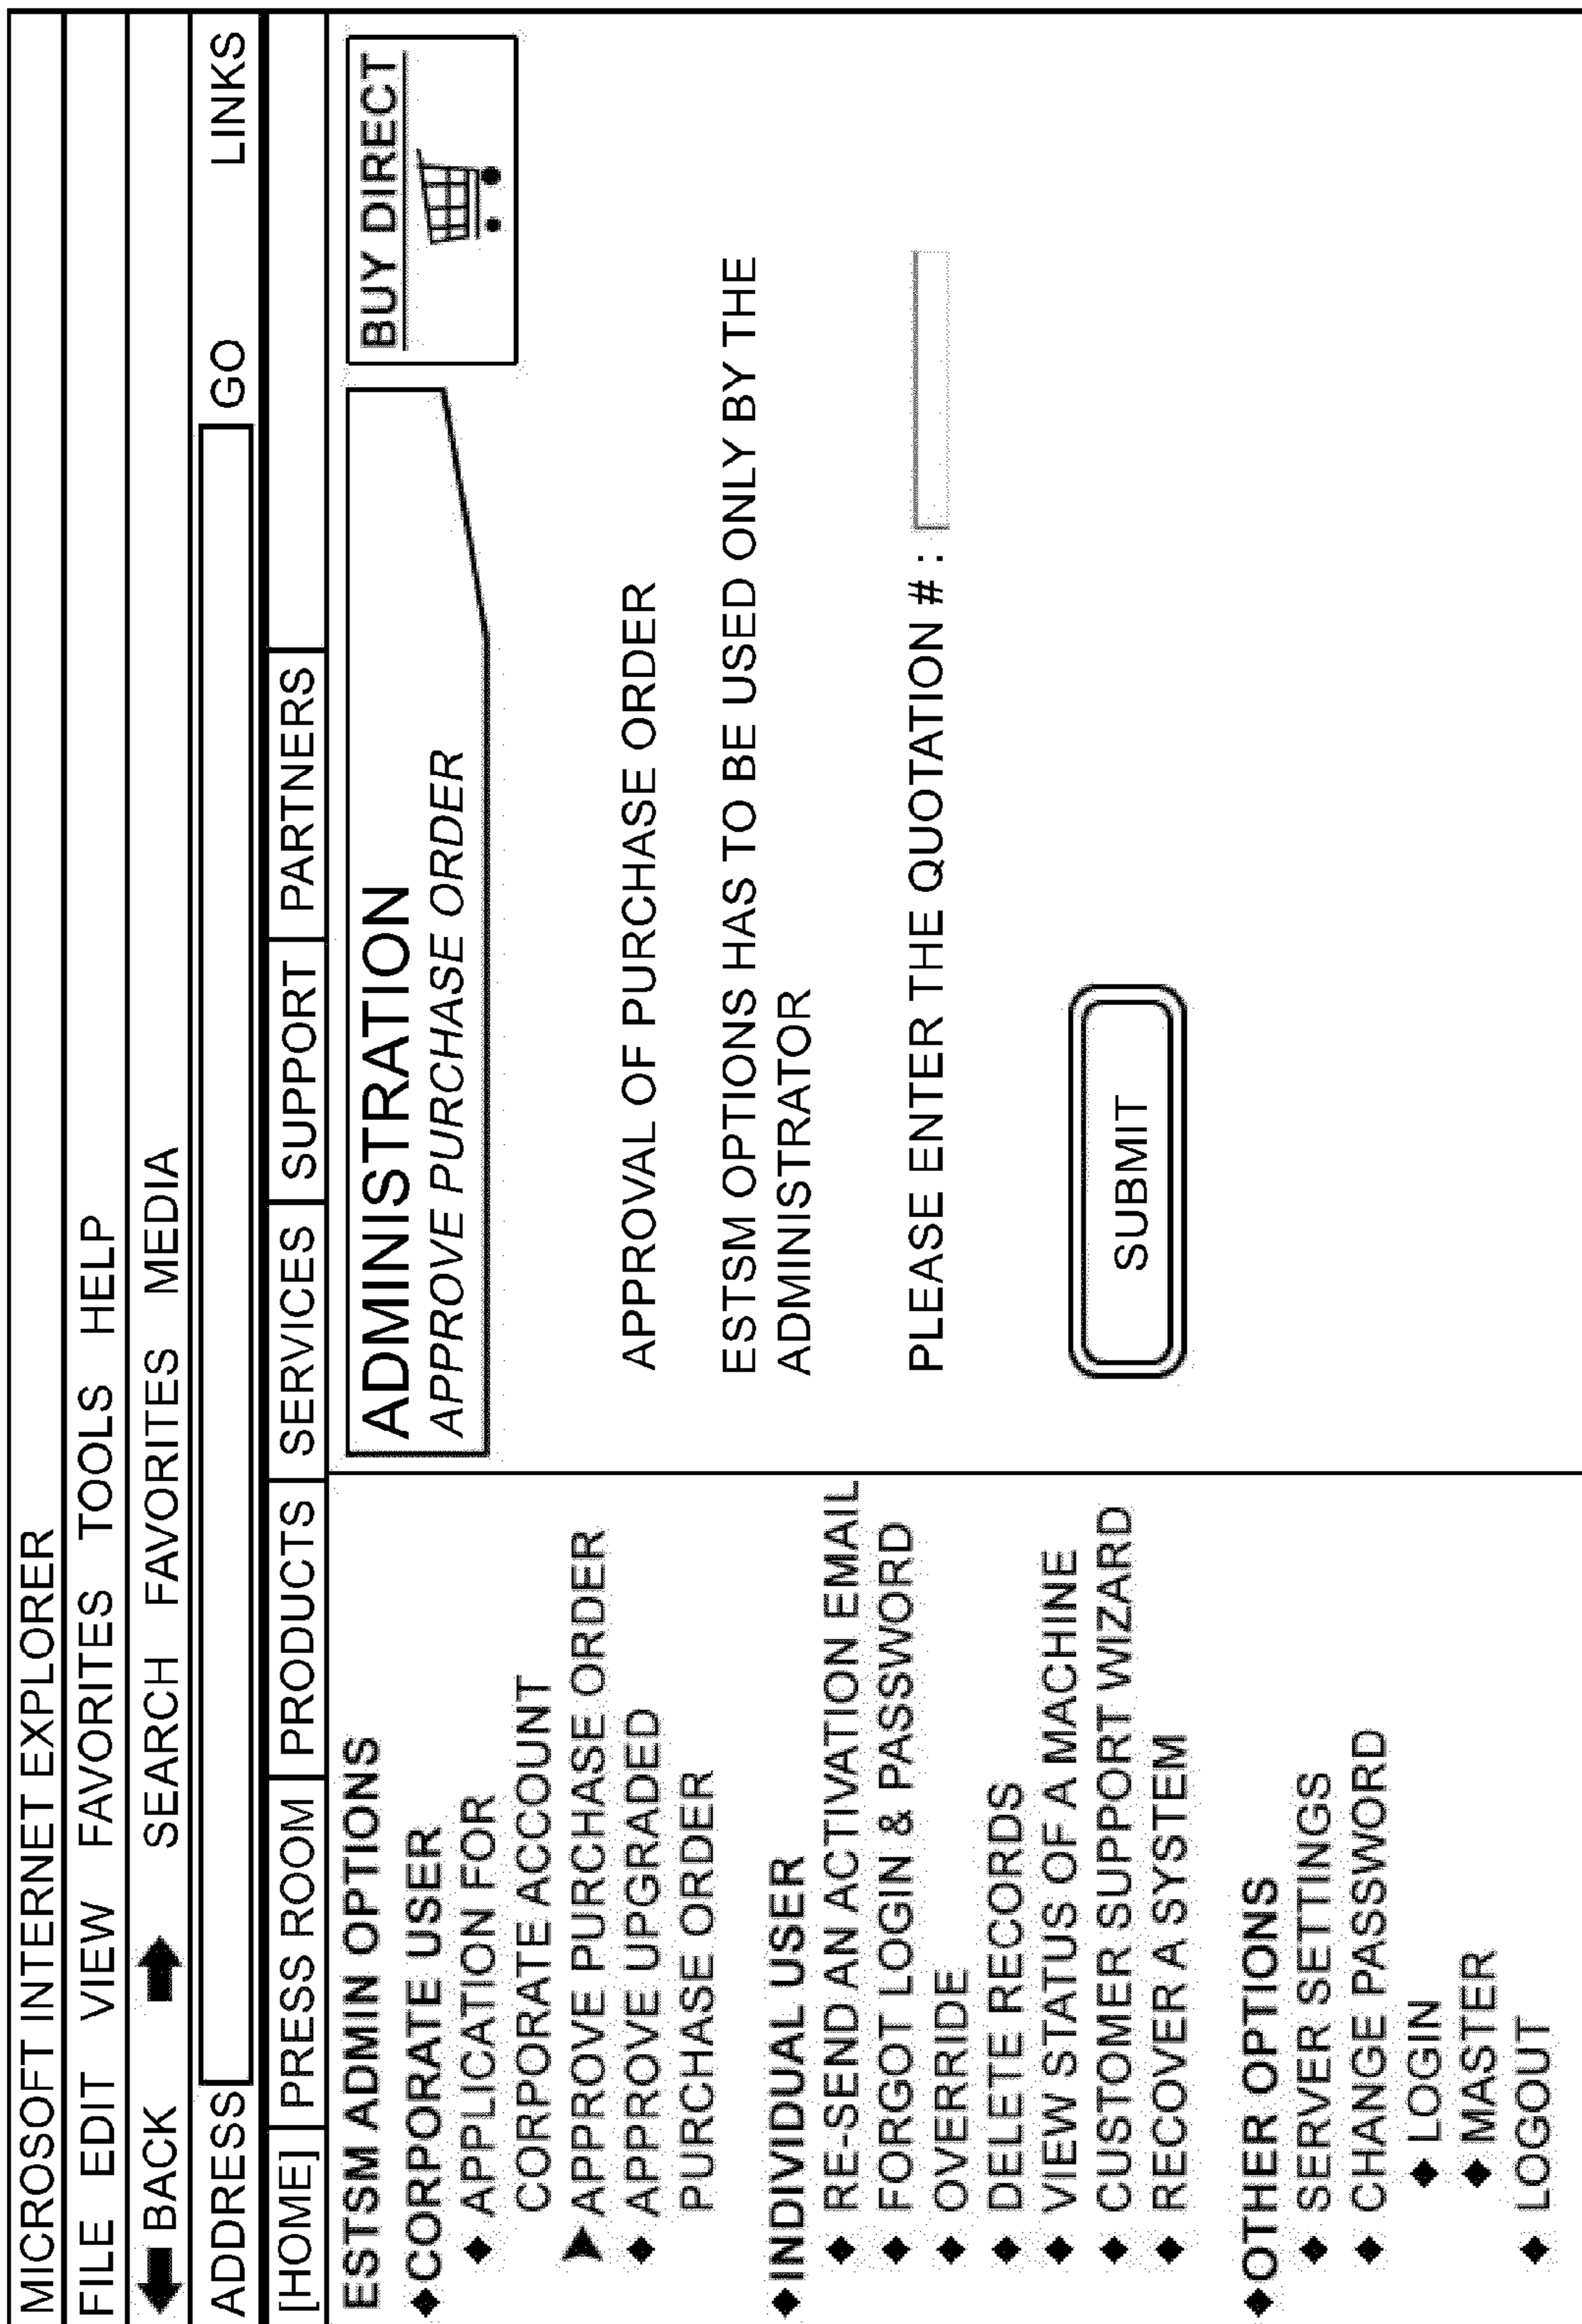 MICROSOFT INTERNET EXPLORER
FILE EDIT VIEW FAVORITES TOOLS HELP
BACK SEARCH FAVORITES MEDIA
ADDRESS GO LINKS
[HOME] PRESS ROOM PRODUCTS SERVICES SUPPORT PARTNERS
ESTSM ADMIN OPTIONS
CORPORATE USER
APPLICATION FOR
CORPORATE ACCOUNT
APPROVE PURCHASE ORDER
APPROVE UPGRADED
PURCHASE ORDER
INDIVIDUAL USER
RE-SEND AN ACTIVATION EMAIL
FORGOT LOGIN & PASSWORD
OVERRIDE
DELETE RECORDS
VIEW STATUS OF A MACHINE
CUSTOMER SUPPORT WIZARD
RECOVER A SYSTEM
OTHER OPTIONS
SERVER SETTINGS
CHANGE PASSWORD
LOGIN
MASTER
LOGOUT
ADMINISTRATION
APPROVE PURCHASE ORDER
BUY DIRECT
APPROVAL OF PURCHASE ORDER
ESTSM OPTIONS HAS TO BE USED ONLY BY THE
ADMINISTRATOR
PLEASE ENTER THE QUOTATION # :
SUBMIT